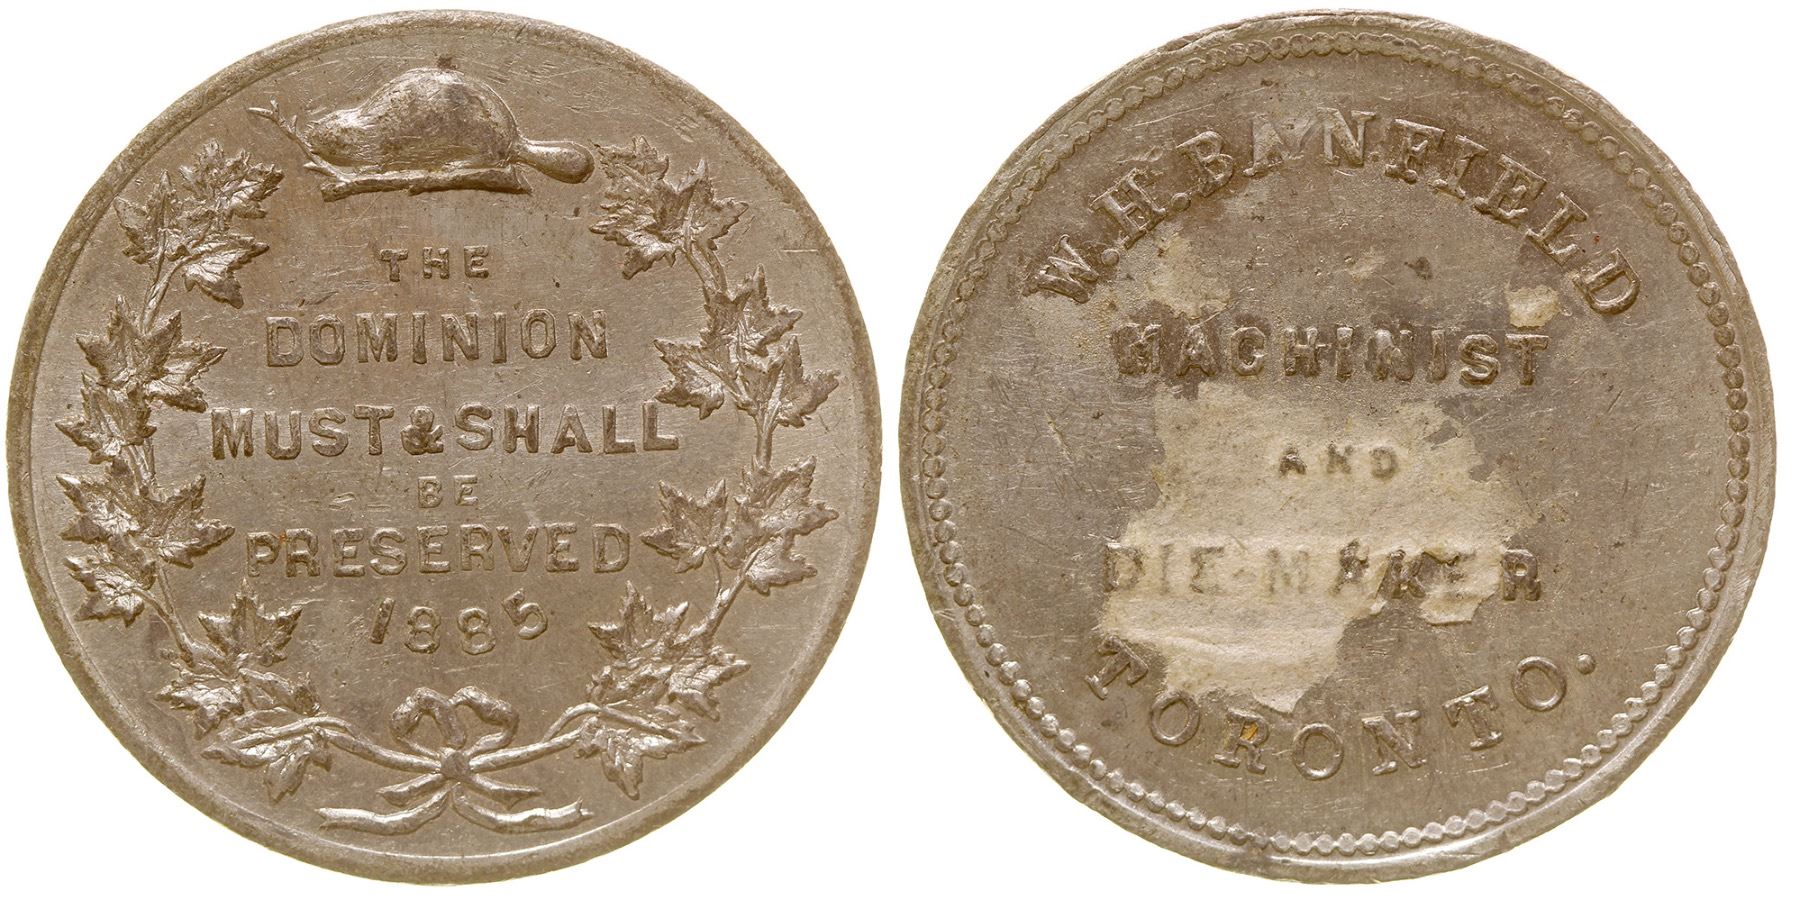 THE
DOMINION
MUST & SHALL
BE
PRESERVED
1885
W. H. BANFIELD
MACHINIST
AND
DIE-MAKER
TORONTO.